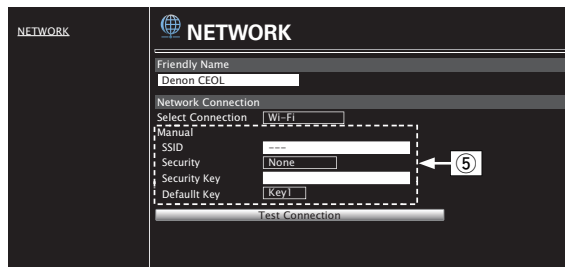 NETWORK
NETWORK
Friendly Name
Denon CEOL
Network Connection
Select Connection Wi-Fi
Manual
SSID ---
Security None
Security Key
Defaullt Key Key1
Test Connection
⑤